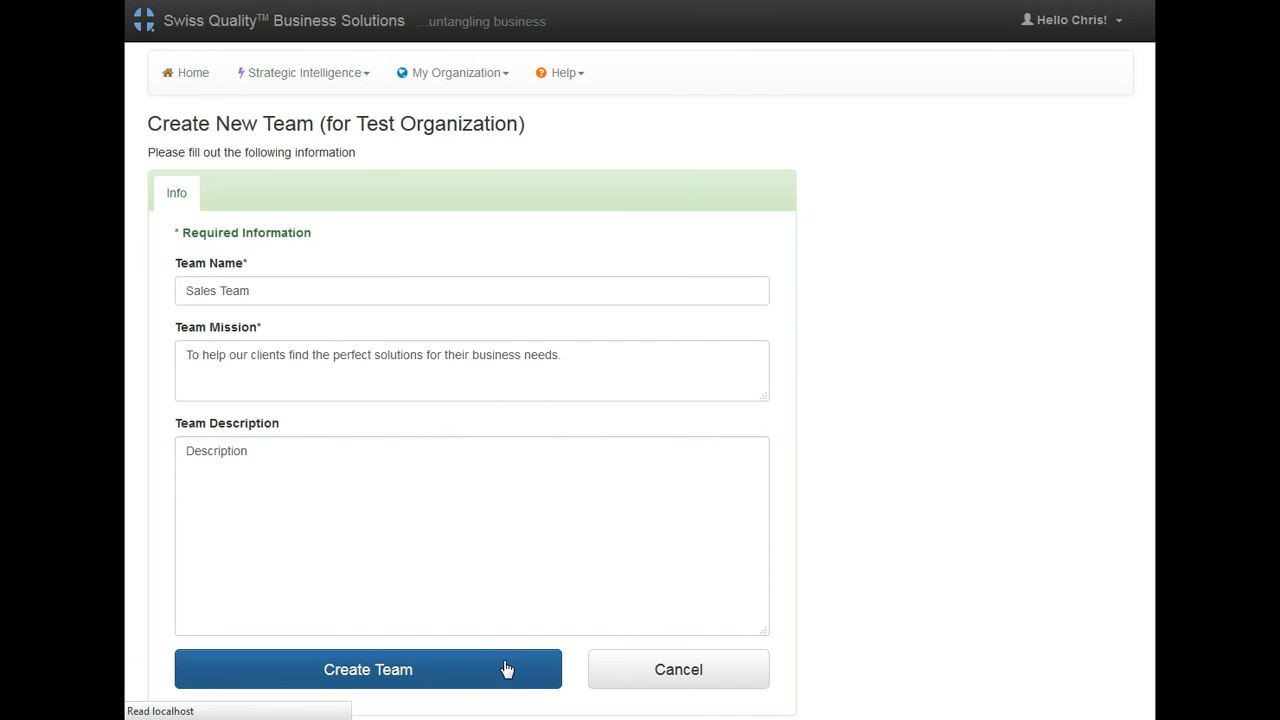 Swiss Quality™ Business Solutions ...untangling business Hello Chris!
Home Strategic Intelligence My Organization Help
Create New Team (for Test Organization)
Please fill out the following information
Info
* Required Information
Team Name*
Sales Team
Team Mission*
To help our clients find the perfect solutions for their business needs.
Team Description
Description
Create Team Cancel
Read localhost